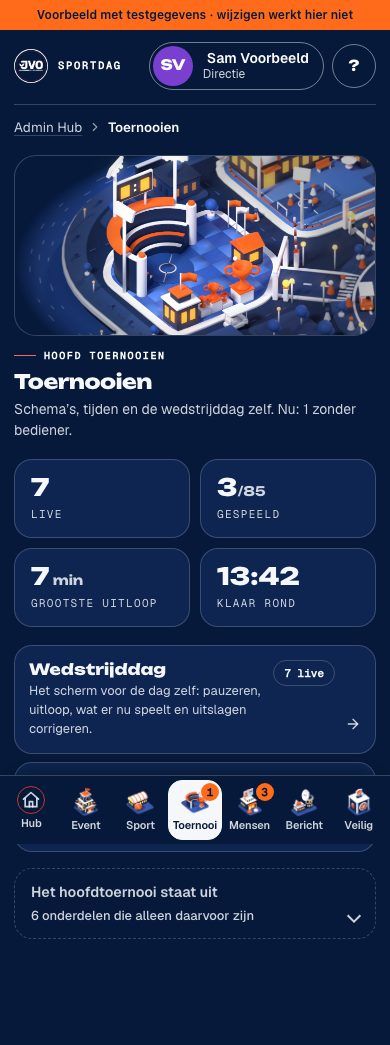 Voorbeeld met testgegevens · wijzigen werkt hier niet
JVO
SPORTDAG
SV
Sam Voorbeeld
Directie
?
Admin Hub > Toernooien
HOOFD TOERNOOIEN
Toernooien
Schema's, tijden en de wedstrijddag zelf. Nu: 1 zonder
bediener.
7
LIVE
3/85
GESPEELD
7 min
GROOTSTE UITLOOP
13:42
KLAAR ROND
Wedstrijddag
7 live
Het scherm voor de dag zelf: pauzeren,
uitloop, wat er nu speelt en uitslagen
corrigeren.
Hub
Event
Sport
1
Toernooi
3
Mensen
Bericht
Veilig
Het hoofdtoernooi staat uit
6 onderdelen die alleen daarvoor zijn